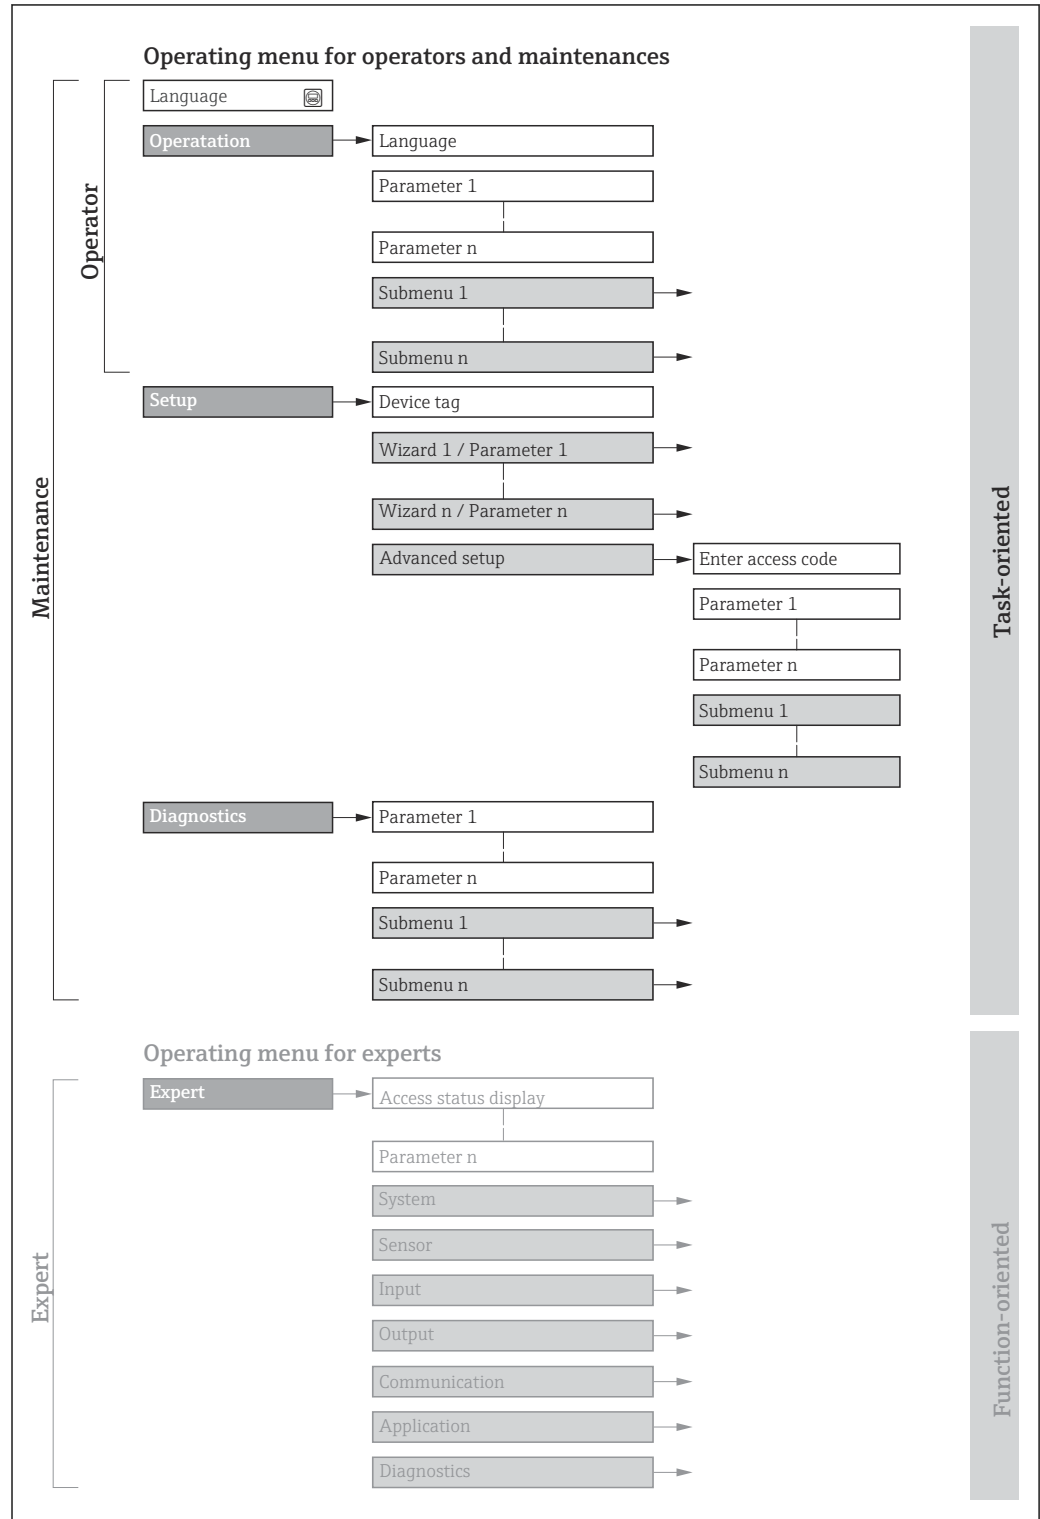 Operating menu for operators and maintenances
Language
Operatation
Language
Parameter 1
Parameter n
Submenu 1
Submenu n
Operator
Setup
Device tag
Wizard 1 / Parameter 1
Wizard n / Parameter n
Advanced setup
Enter access code
Parameter 1
Parameter n
Submenu 1
Submenu n
Maintenance
Task-oriented
Diagnostics
Parameter 1
Parameter n
Submenu 1
Submenu n
Operating menu for experts
Expert
Access status display
Parameter n
System
Sensor
Input
Output
Communication
Application
Diagnostics
Expert
Function-oriented